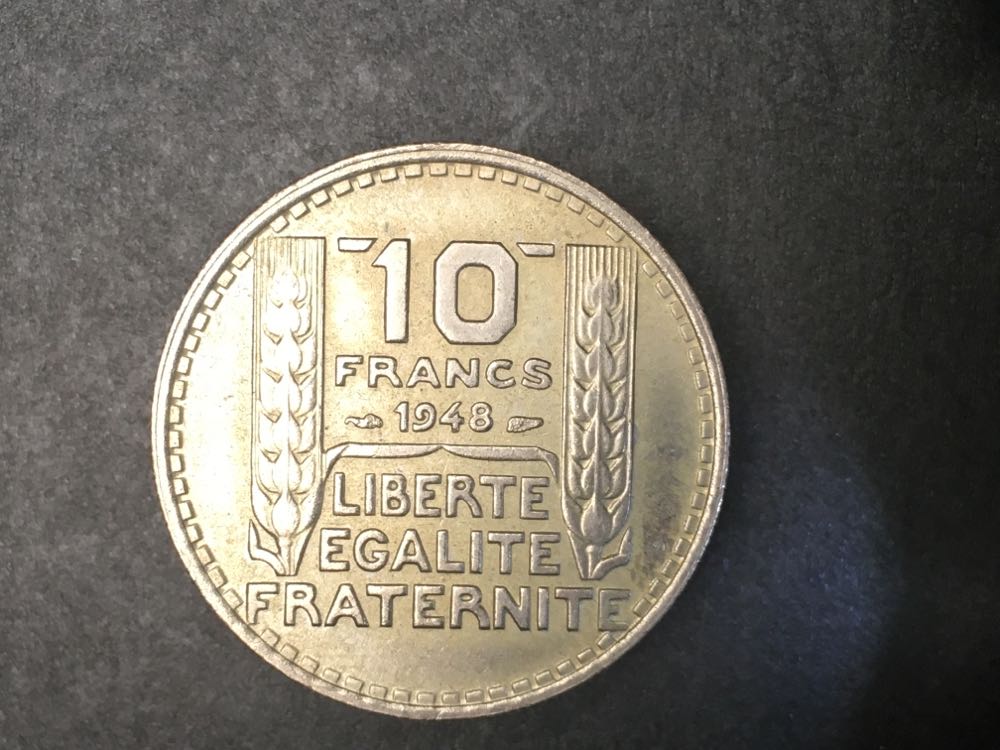 10
FRANCS
1948
LIBERTE
EGALITE
FRATERNITE